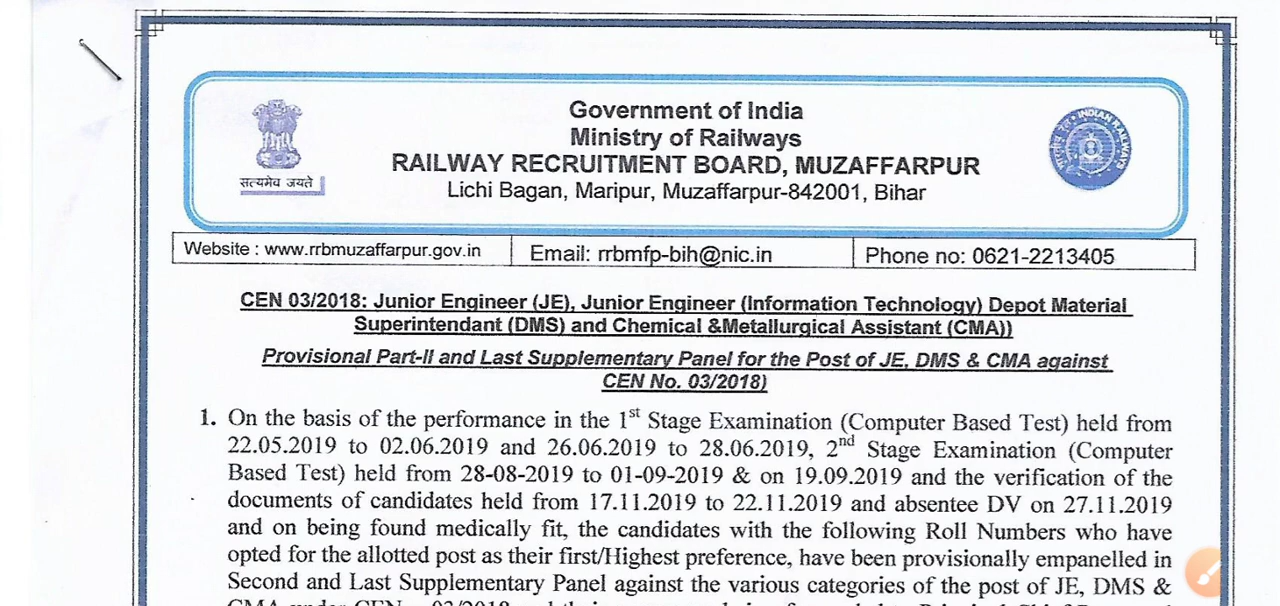 Government of India
Ministry of Railways
RAILWAY RECRUITMENT BOARD, MUZAFFARPUR
Lichi Bagan, Maripur, Muzaffarpur-842001, Bihar
सत्यमेव जयते
INDIAN RAILWAYS
भारतीय रेल
Website : www.rrbmuzaffarpur.gov.in
Email: rrbmfp-bih@nic.in
Phone no: 0621-2213405
CEN 03/2018: Junior Engineer (JE), Junior Engineer (Information Technology) Depot Material
Superintendant (DMS) and Chemical &Metallurgical Assistant (CMA))
Provisional Part-II and Last Supplementary Panel for the Post of JE, DMS & CMA against
CEN No. 03/2018)
1. On the basis of the performance in the 1st Stage Examination (Computer Based Test) held from
22.05.2019 to 02.06.2019 and 26.06.2019 to 28.06.2019, 2nd Stage Examination (Computer
Based Test) held from 28-08-2019 to 01-09-2019 & on 19.09.2019 and the verification of the
documents of candidates held from 17.11.2019 to 22.11.2019 and absentee DV on 27.11.2019
and on being found medically fit, the candidates with the following Roll Numbers who have
opted for the allotted post as their first/Highest preference, have been provisionally empanelled in
Second and Last Supplementary Panel against the various categories of the post of JE, DMS &